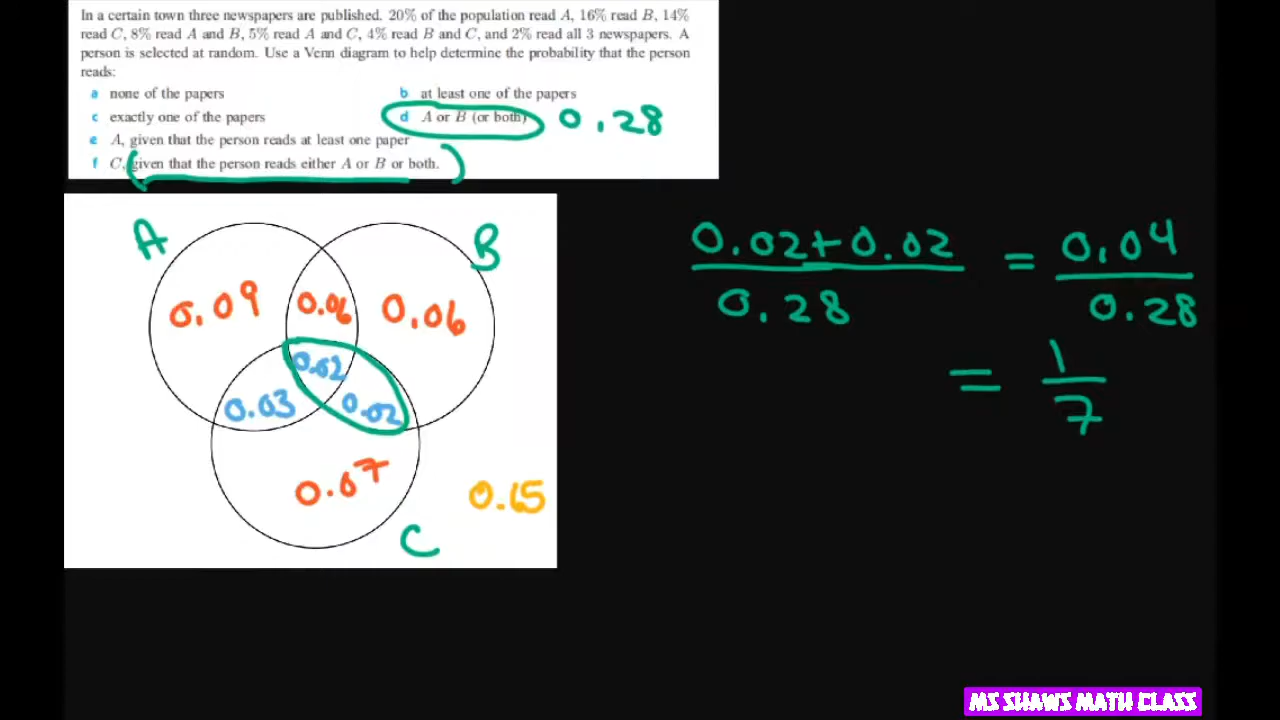 In a certain town three newspapers are published. 20% of the population read A, 16% read B, 14%
read C, 8% read A and B, 5% read A and C, 4% read B and C, and 2% read all 3 newspapers. A
person is selected at random. Use a Venn diagram to help determine the probability that the person
reads:
a none of the papers
b at least one of the papers
c exactly one of the papers
d A or B (or both) 0.28
e A, given that the person reads at least one paper
f C, (given that the person reads either A or B or both.)
A
B
0.09
0.06
0.06
0.02
0.03
0.02
0.07
0.65
C
0.02+0.02 = 0.04
0.28 0.28
= 1
7
MS SHAWS MATH CLASS